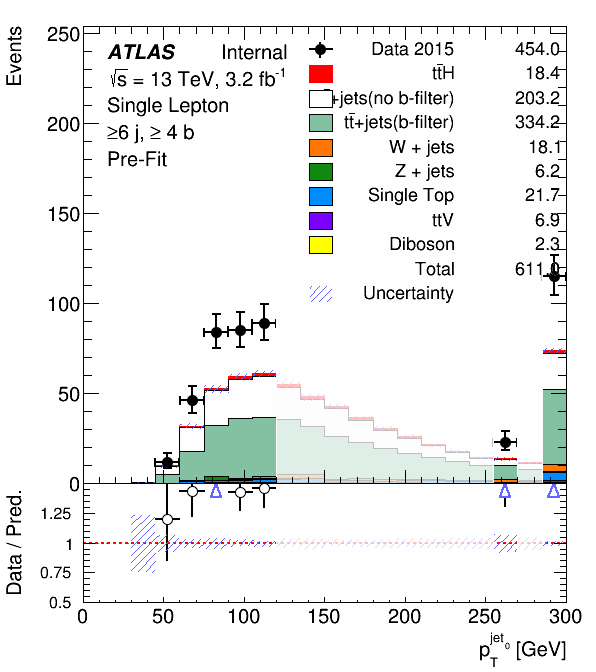 Events
250
200
150
100
50
0
ATLAS Internal
√s = 13 TeV, 3.2 fb-1
Single Lepton
≥6 j, ≥ 4 b
Pre-Fit
Data 2015 454.0
tt̄H 18.4
+jets(no b-filter) 203.2
tt̄+jets(b-filter) 334.2
W + jets 18.1
Z + jets 6.2
Single Top 21.7
ttV 6.9
Diboson 2.3
Total
Uncertainty
Data / Pred.
1.25
1
0.75
0.5
0 50 100 150 200 250 300
pT jet0 [GeV]